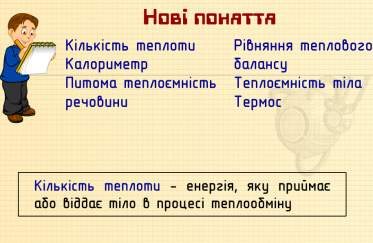 Нові поняття
Кількість теплоти
Калориметр
Питома теплоємність
речовини
Рівняння теплового
балансу
Теплоємність тіла
Термос
Кількість теплоти - енергія, яку приймає
або віддає тіло в процесі теплообміну